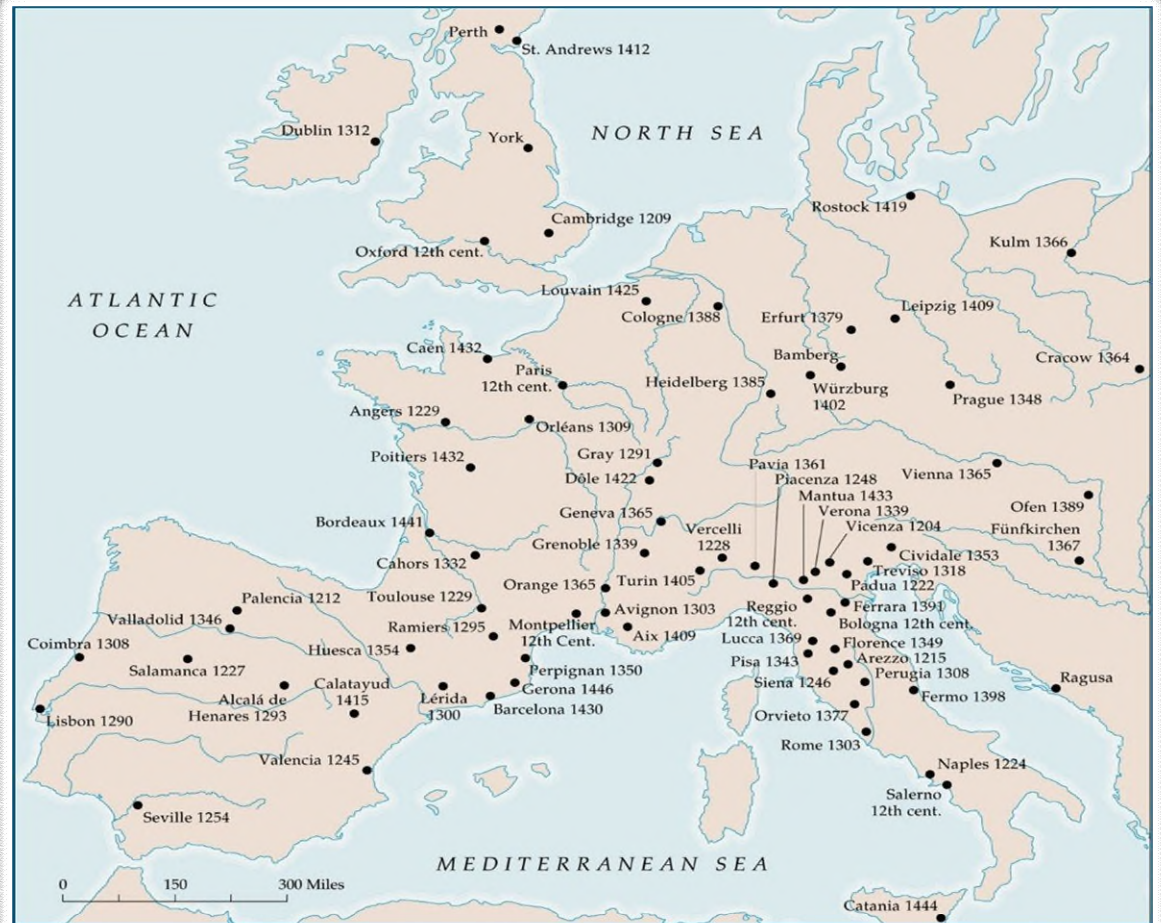 Perth
St. Andrews 1412
Dublin 1312
York
NORTH SEA
Cambridge 1209
Oxford 12th cent.
Rostock 1419
Kulm 1366
ATLANTIC
OCEAN
Louvain 1425
Cologne 1388
Erfurt 1379
Leipzig 1409
Caen 1432
Paris
12th cent.
Heidelberg 1385
Bamberg
Würzburg
1402
Cracow 1364
Prague 1348
Angers 1229
Orléans 1309
Poitiers 1432
Gray 1291
Dôle 1422
Pavia 1361
Piacenza 1248
Mantua 1433
Verona 1339
Vicenza 1204
Vienna 1365
Ofen 1389
Fünfkirchen
1367
Bordeaux 1441
Geneva 1365
Vercelli
1228
Grenoble 1339
Cividale 1353
Treviso 1318
Padua 1222
Cahors 1332
Orange 1365
Turin 1405
Palencia 1212
Toulouse 1229
Avignon 1303
Reggio
12th cent.
Ferrara 1391
Bologna 12th cent.
Valladolid 1346
Ramiers 1295
Montpellier
12th Cent.
Aix 1409
Lucca 1369
Florence 1349
Coimbra 1308
Huesca 1354
Pisa 1343
Arezzo 1215
Salamanca 1227
Perpignan 1350
Siena 1246
Perugia 1308
Alcalá de
Henares 1293
Calatayud
1415
Lérida
1300
Gerona 1446
Barcelona 1430
Fermo 1398
Ragusa
Lisbon 1290
Orvieto 1377
Rome 1303
Valencia 1245
Naples 1224
Salerno
12th cent.
Seville 1254
MEDITERRANEAN SEA
0 150 300 Miles
Catania 1444